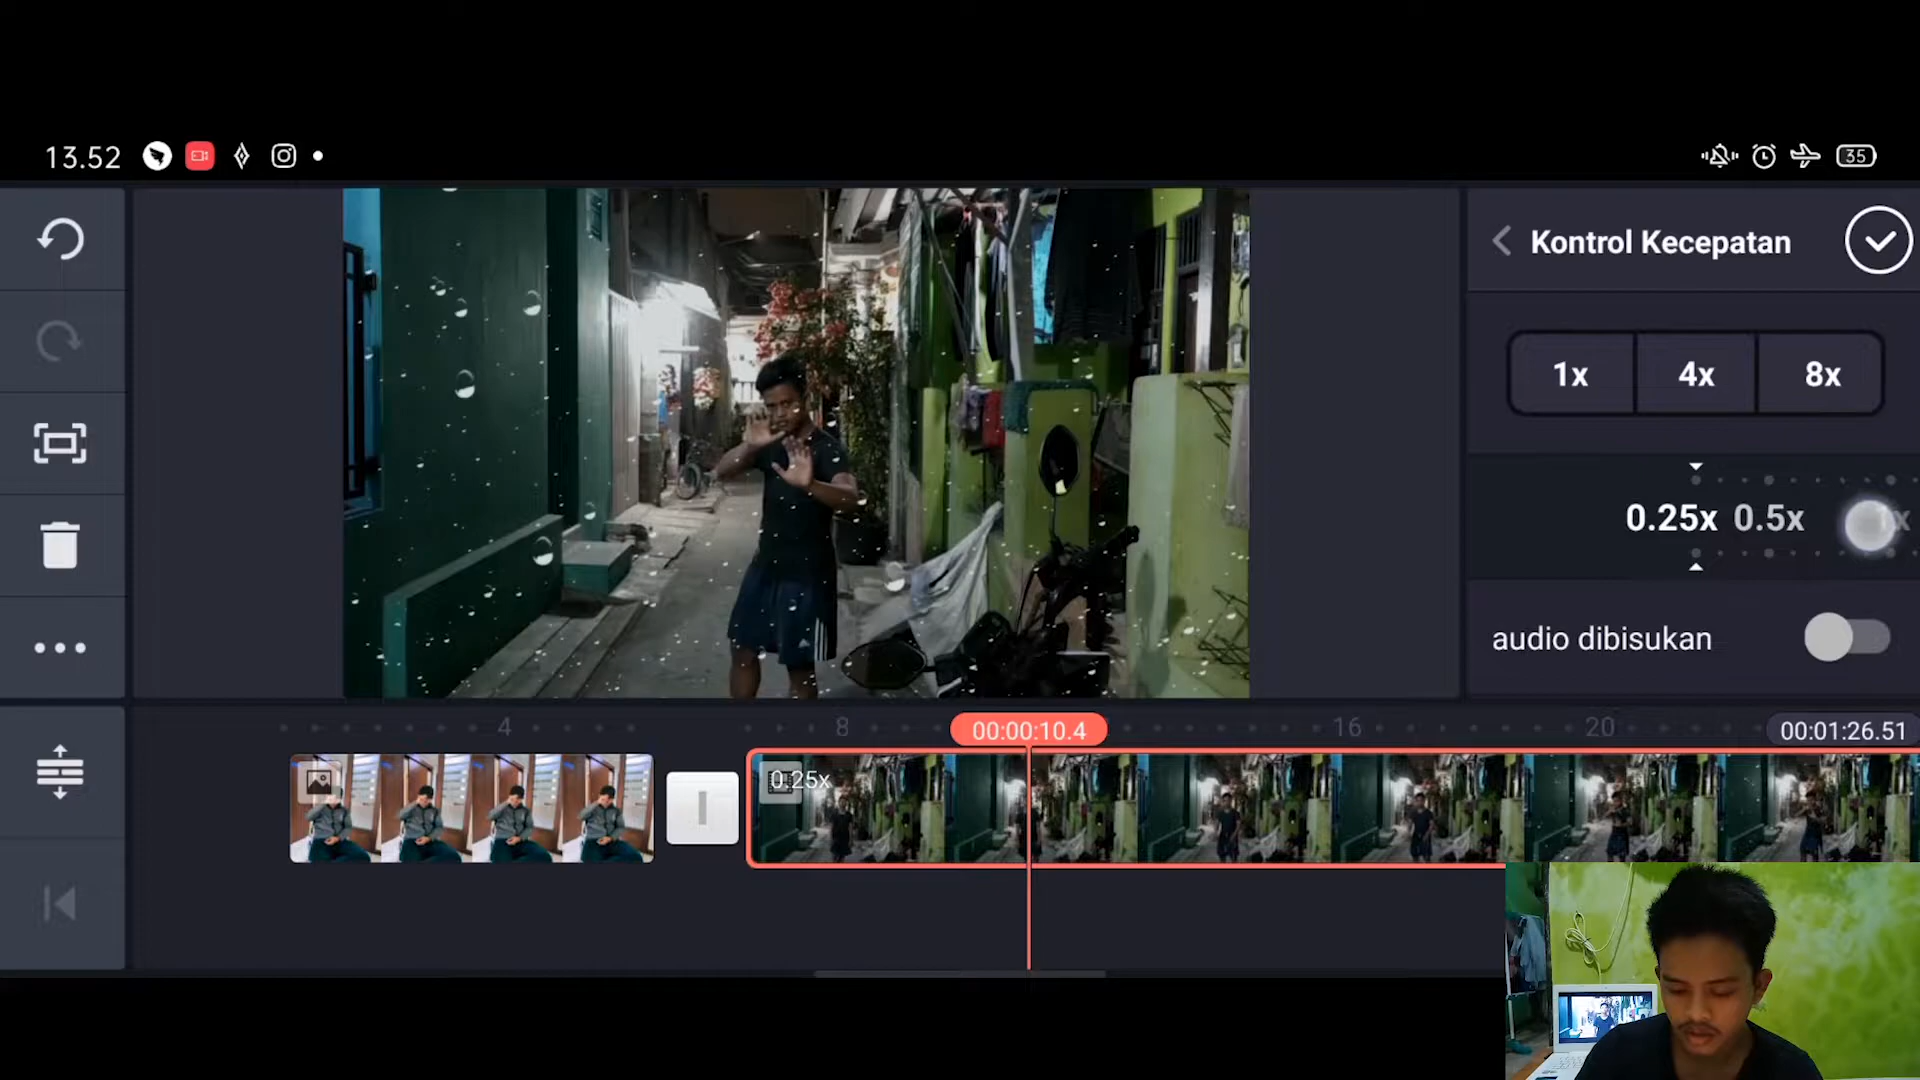 13.52
35
Kontrol Kecepatan
1x 4x 8x
0.25x 0.5x 1x
audio dibisukan
4 8 00:00:10.4 16 20 00:01:26.51
0.25x